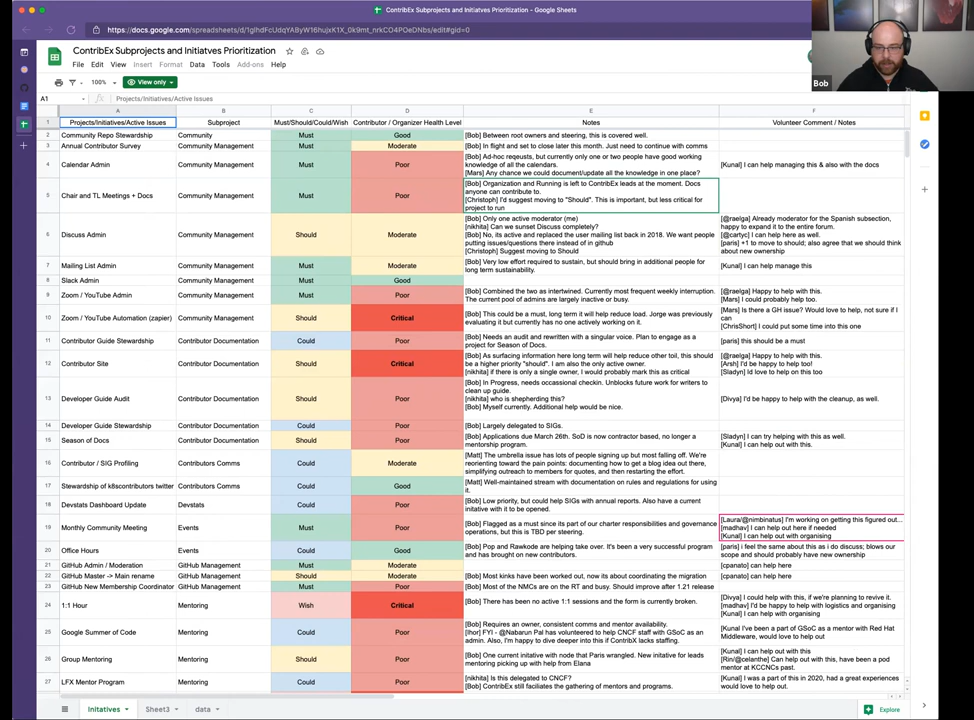 ContribEx Subprojects and Initiatves Prioritization - Google Sheets
https://docs.google.com/spreadsheets/d/
ContribEx Subprojects and Initiatves Prioritization
File Edit View Insert Format Data Tools Add-ons Help
100% View only
Bob
A1 fx Projects/Initiatives/Active Issues
A B C D E F
1 Projects/Initiatives/Active Issues Subproject Must/Should/Could/Wish Contributor / Organizer Health Level Notes Volunteer Comment / Notes
2 Community Repo Stewardship Community Must Good [Bob] Between root owners and steering, this is covered well.
3 Annual Contributor Survey Community Management Must Moderate [Bob] In flight and set to close later this month. Just need to continue with comms
4 Calendar Admin Community Management Must Poor [Bob] Ad-hoc reqeusts, but currently only one or two people have good working
knowledge of all the calendars.
[Mars] Any chance we could document/update all the knowledge in one place?
[Kunal] I can help managing this & also with the docs
5 Chair and TL Meetings + Docs Community Management Must Poor [Bob] Organization and Running is left to ContribEx leads at the moment. Docs
anyone can contribute to.
[Christoph] I'd suggest moving to "Should". This is important, but less critical for
project to run
6 Discuss Admin Community Management Should Moderate [Bob] Only one active moderator (me)
[nikhita] Can we sunset Discuss completely?
[Bob] No, its active and replaced the user mailing list back in 2018. We want people
putting issues/questions there instead of in github
[Christoph] Suggest moving to Should
[@raelga] Already moderator for the Spanish subsection,
happy to expand it to the entire forum.
[@cartyc] I can help here as well.
[paris] +1 to move to should; also agree that we should think
about new ownership
7 Mailing List Admin Community Management Must Moderate [Bob] Very low effort required to sustain, but should bring in additional people for
long term sustainability.
[Kunal] I can help manage this
8 Slack Admin Community Management Must Good
9 Zoom / YouTube Admin Community Management Must Poor [Bob] Combined the two as intertwined. Currently most frequent weekly interruption.
The current pool of admins are largely inactive or busy.
[@raelga] Happy to help with this.
[Mars] I could probably help too.
10 Zoom / YouTube Automation (zapier) Community Management Should Critical [Bob] This could be a must, long term it will help reduce load. Jorge was previously
evaluating it but currently has no one actively working on it.
[Mars] Is there a GH issue? Would love to help, not sure if I
can
[ChrisShort] I could put some time into this one
11 Contributor Guide Stewardship Contributor Documentation Could Poor [Bob] Needs an audit and rewritten with a singular voice. Plan to engage as a
project for Season of Docs.
[paris] this should be a must
12 Contributor Site Contributor Documentation Should Critical [Bob] As surfacing information here long term will help reduce other toil, this should
be a higher priority "should". I am also the only active owner.
[nikhita] if there is only a single owner, I would probably mark this as critical
[@raelga] Happy to help with this.
[Arsh] I'd be happy to help too!
[Sladyn] Id love to help on this too
13 Developer Guide Audit Contributor Documentation Should Poor [Bob] In Progress, needs occassional checkin. Unblocks future work for writers to
clean up guide.
[nikhita] who is shepherding this?
[Bob] Myself currently. Additional help would be nice.
[Divya] I'd be happy to help with the cleanup, as well.
14 Developer Guide Stewardship Contributor Documentation Could Poor [Bob] Largely delegated to SIGs.
15 Season of Docs Contributor Documentation Should Poor [Bob] Applications due March 26th. SoD is now contractor based, no longer a
mentorship program.
[Sladyn] I can try helping with this as well.
[Kunal] I can help out with this.
16 Contributor / SIG Profiling Contributors Comms Could Moderate [Matt] The umbrella issue has lots of people signing up but most falling off. We're
reorienting toward the pain points: documenting how to get a blog idea out there,
simplifying outreach to members for quotes, and then restarting the effort.
17 Stewardship of k8scontributors twitter Contributors Comms Could Good [Matt] Well-maintained stream with documentation on rules and regulations for using
it.
18 Devstats Dashboard Update Devstats Could Poor [Bob] Low priority, but could help SIGs with annual reports. Also have a current
initative with it to be opened.
19 Monthly Community Meeting Events Must Poor [Bob] Flagged as a must since its part of our charter responsibilities and governance
operations, but this is TBD per steering.
[Laura/@nimbinatus] I'm working on getting this figured out...
[madhav] I can help out here if needed
[Kunal] I can help out with organising
20 Office Hours Events Could Good [Bob] Pop and Rawkode are helping take over. It's been a very successful program
and has brought on new contributors.
[paris] i feel the same about this as i do discuss; blows our
scope and should probably have new ownership
21 GitHub Admin / Moderation GitHub Management Must Moderate [cpanato] can help here
22 GitHub Master -> Main rename GitHub Management Should Moderate [Bob] Most kinks have been worked out, now its about coordinating the migration [cpanato] can help here
23 GitHub New Membership Coordinator GitHub Management Must Poor [Bob] Most of the NMCs are on the RT and busy. Should improve after 1.21 release
24 1:1 Hour Mentoring Wish Critical [Bob] There has been no active 1:1 sessions and the form is currently broken.
[Divya] I could help with this, if we're planning to revive it.
[madhav] I'd be happy to help with logistics and organising
[Kunal] I can help out with organising
25 Google Summer of Code Mentoring Could Poor [Bob] Requires an owner, consistent comms and mentor availability.
[Ihor] FYI - @Nabarun Pal has volunteered to help CNCF staff with GSoC as an
admin. Also, I'm happy to dive deeper into this if ContribX lacks staffing.
[Kunal I've been a part of GSoC as a mentor with Red Hat
Middleware, would love to help out
26 Group Mentoring Mentoring Should Poor [Bob] One current initative with node that Paris wrangled. New initative for leads
mentoring picking up with help from Elana
[Kunal] I can help out with this
[Rin/@celanthe] Can help out with this, have been a pod
mentor at KCCNCs past.
27 LFX Mentor Program Mentoring Could Poor [nikhita] Is this delegated to CNCF?
[Bob] ContribEx still faciliates the gathering of mentors and programs.
[Kunal] I was a part of this in 2020, had a great experiences
would love to help out.
Initatives Sheet3 data Explore